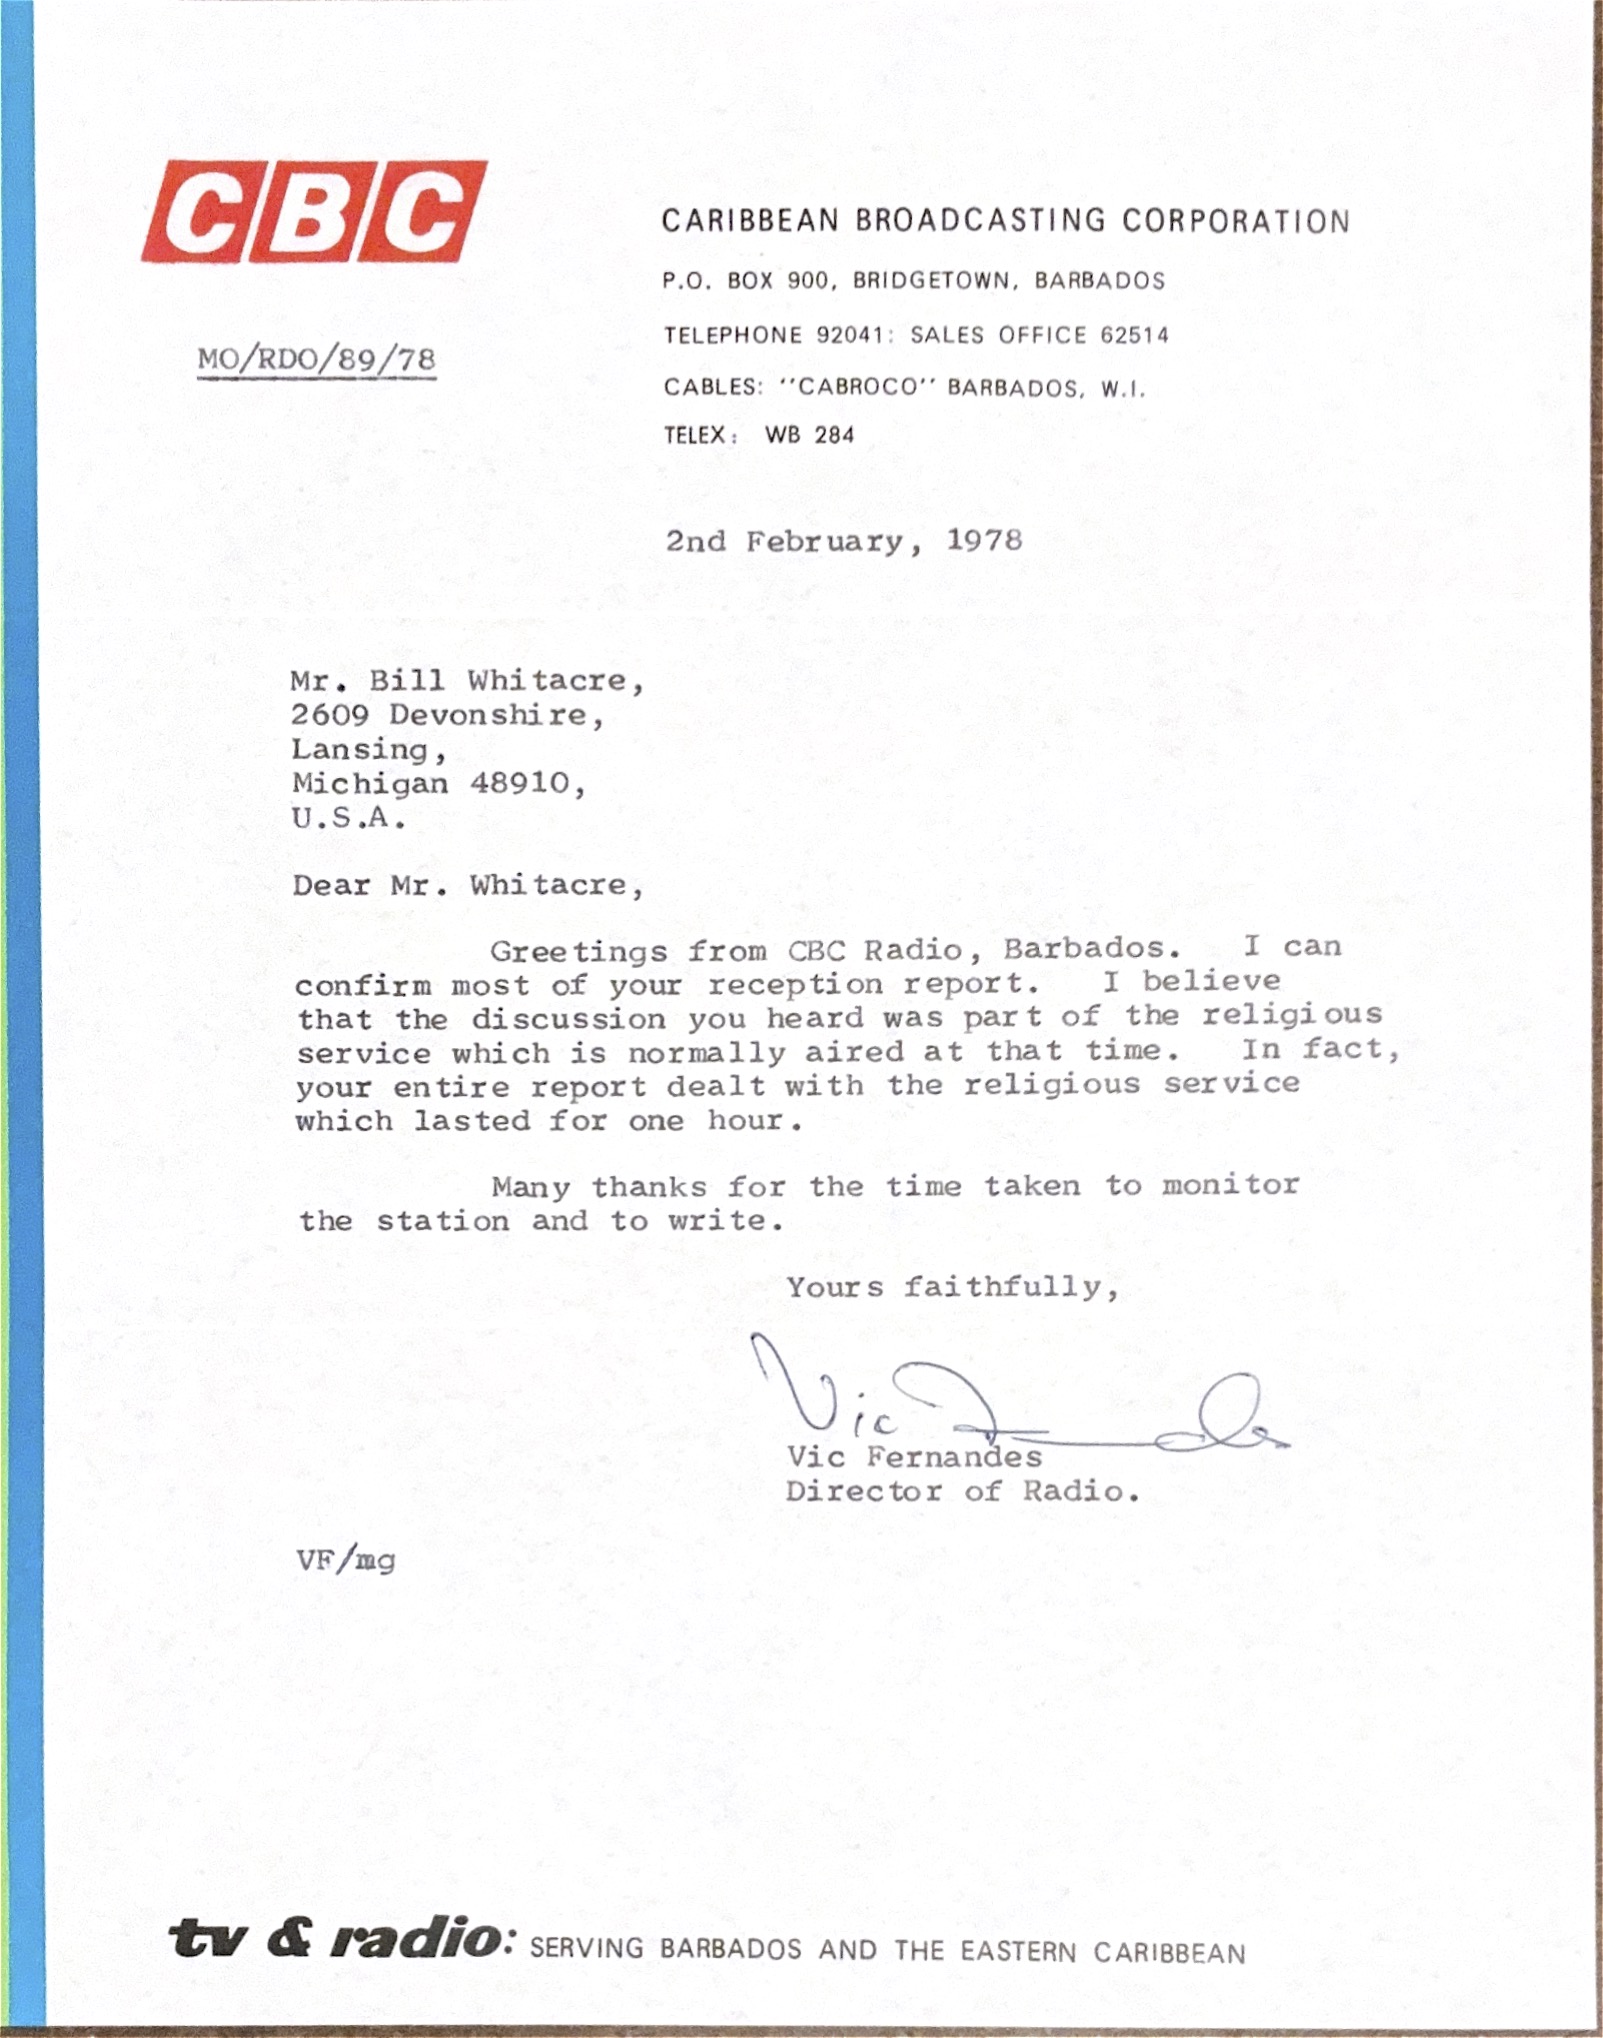 CBC
CARIBBEAN BROADCASTING CORPORATION
P.O. BOX 900, BRIDGETOWN, BARBADOS
TELEPHONE 92041: SALES OFFICE 62514
CABLES: "CABROCO" BARBADOS, W.I.
TELEX: WB 284
MO/RDO/89/78
2nd February, 1978
Mr. Bill Whitacre,
2609 Devonshire,
Lansing,
Michigan 48910,
U.S.A.
Dear Mr. Whitacre,
Greetings from CBC Radio, Barbados. I can
confirm most of your reception report. I believe
that the discussion you heard was part of the religious
service which is normally aired at that time. In fact,
your entire report dealt with the religious service
which lasted for one hour.
Many thanks for the time taken to monitor
the station and to write.
Yours faithfully,
Vic Fernandes
Vic Fernandes
Director of Radio.
VF/mg
tv & radio: SERVING BARBADOS AND THE EASTERN CARIBBEAN